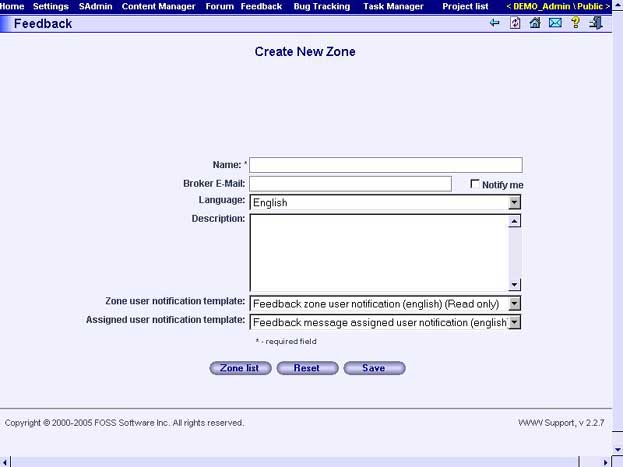 Home Settings SAdmin Content Manager Forum Feedback Bug Tracking Task Manager Project list < DEMO_Admin \ Public >
Feedback
Create New Zone
Name: *
Broker E-Mail: Notify me
Language: English
Description:
Zone user notification template: Feedback zone user notification (english) (Read only)
Assigned user notification template: Feedback message assigned user notification (english
* - required field
Zone list Reset Save
Copyright © 2000-2005 FOSS Software Inc. All rights reserved. WWW Support, v 2.2.7